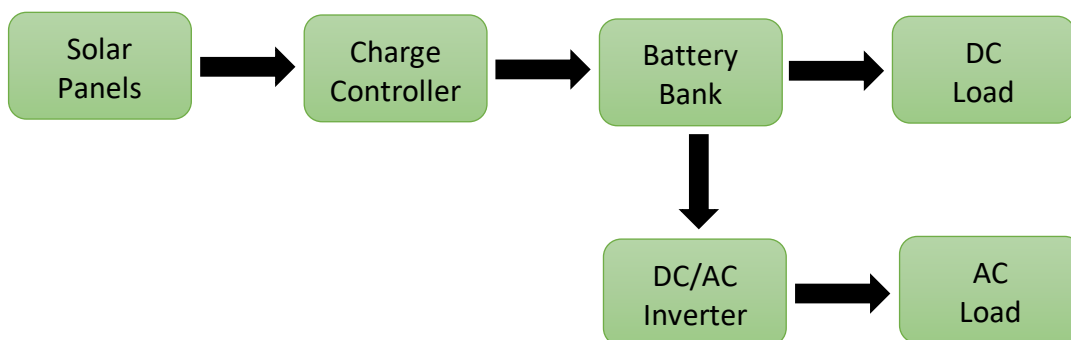 Solar
Panels
Charge
Controller
Battery
Bank
DC
Load
DC/AC
Inverter
AC
Load